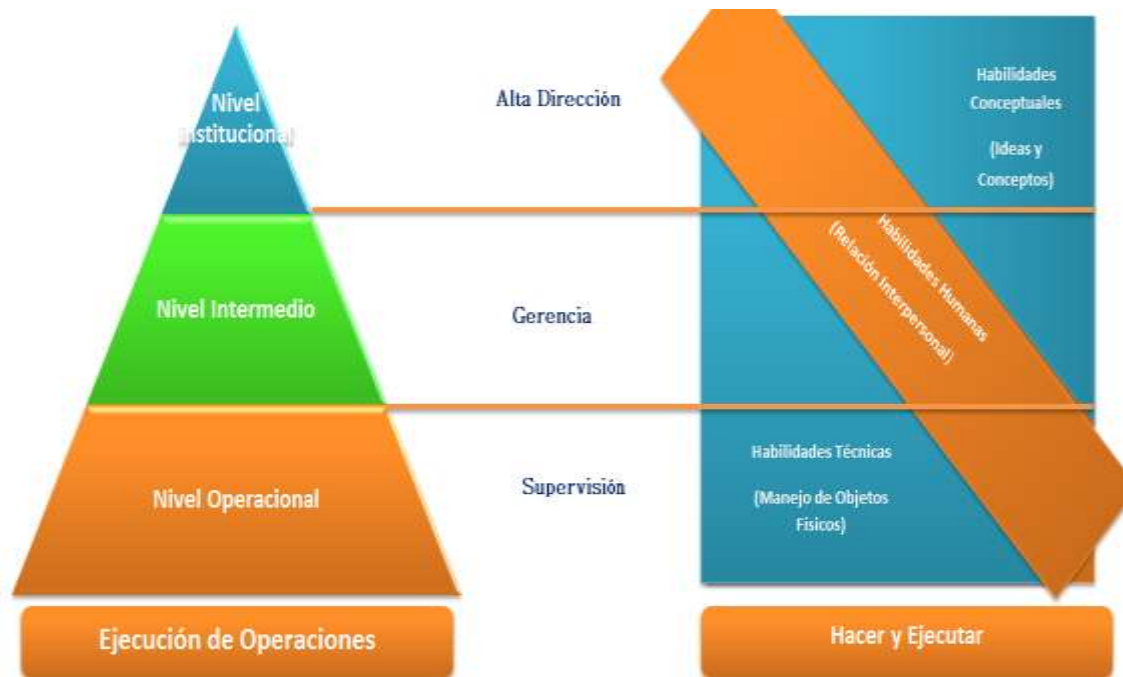 Nivel
Institucional
Alta Dirección
Habilidades
Conceptuales
(Ideas y
Conceptos)
Nivel Intermedio
Gerencia
Habilidades Humanas
(Relación Interpersonal)
Nivel Operacional
Supervisión
Habilidades Técnicas
(Manejo de Objetos
Físicos)
Ejecución de Operaciones
Hacer y Ejecutar